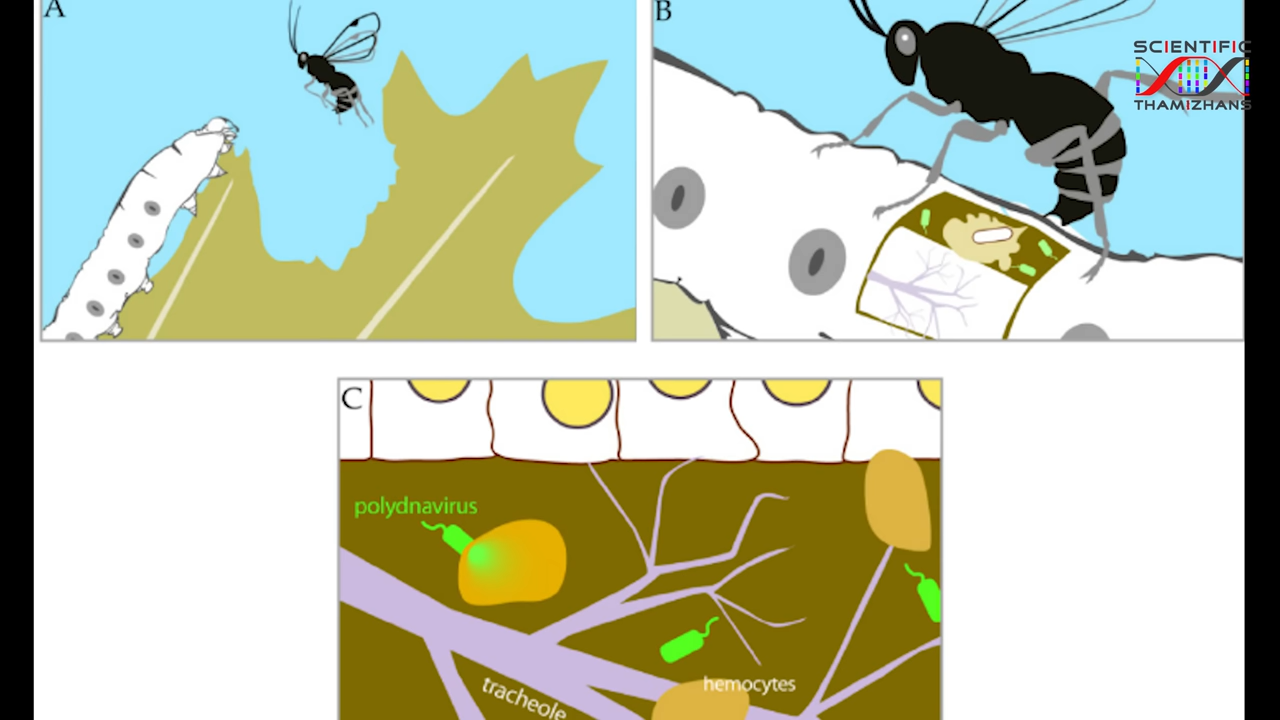 A
B
SCIENTIFIC
THAMIZHANS
C
polydnavirus
hemocytes
tracheole